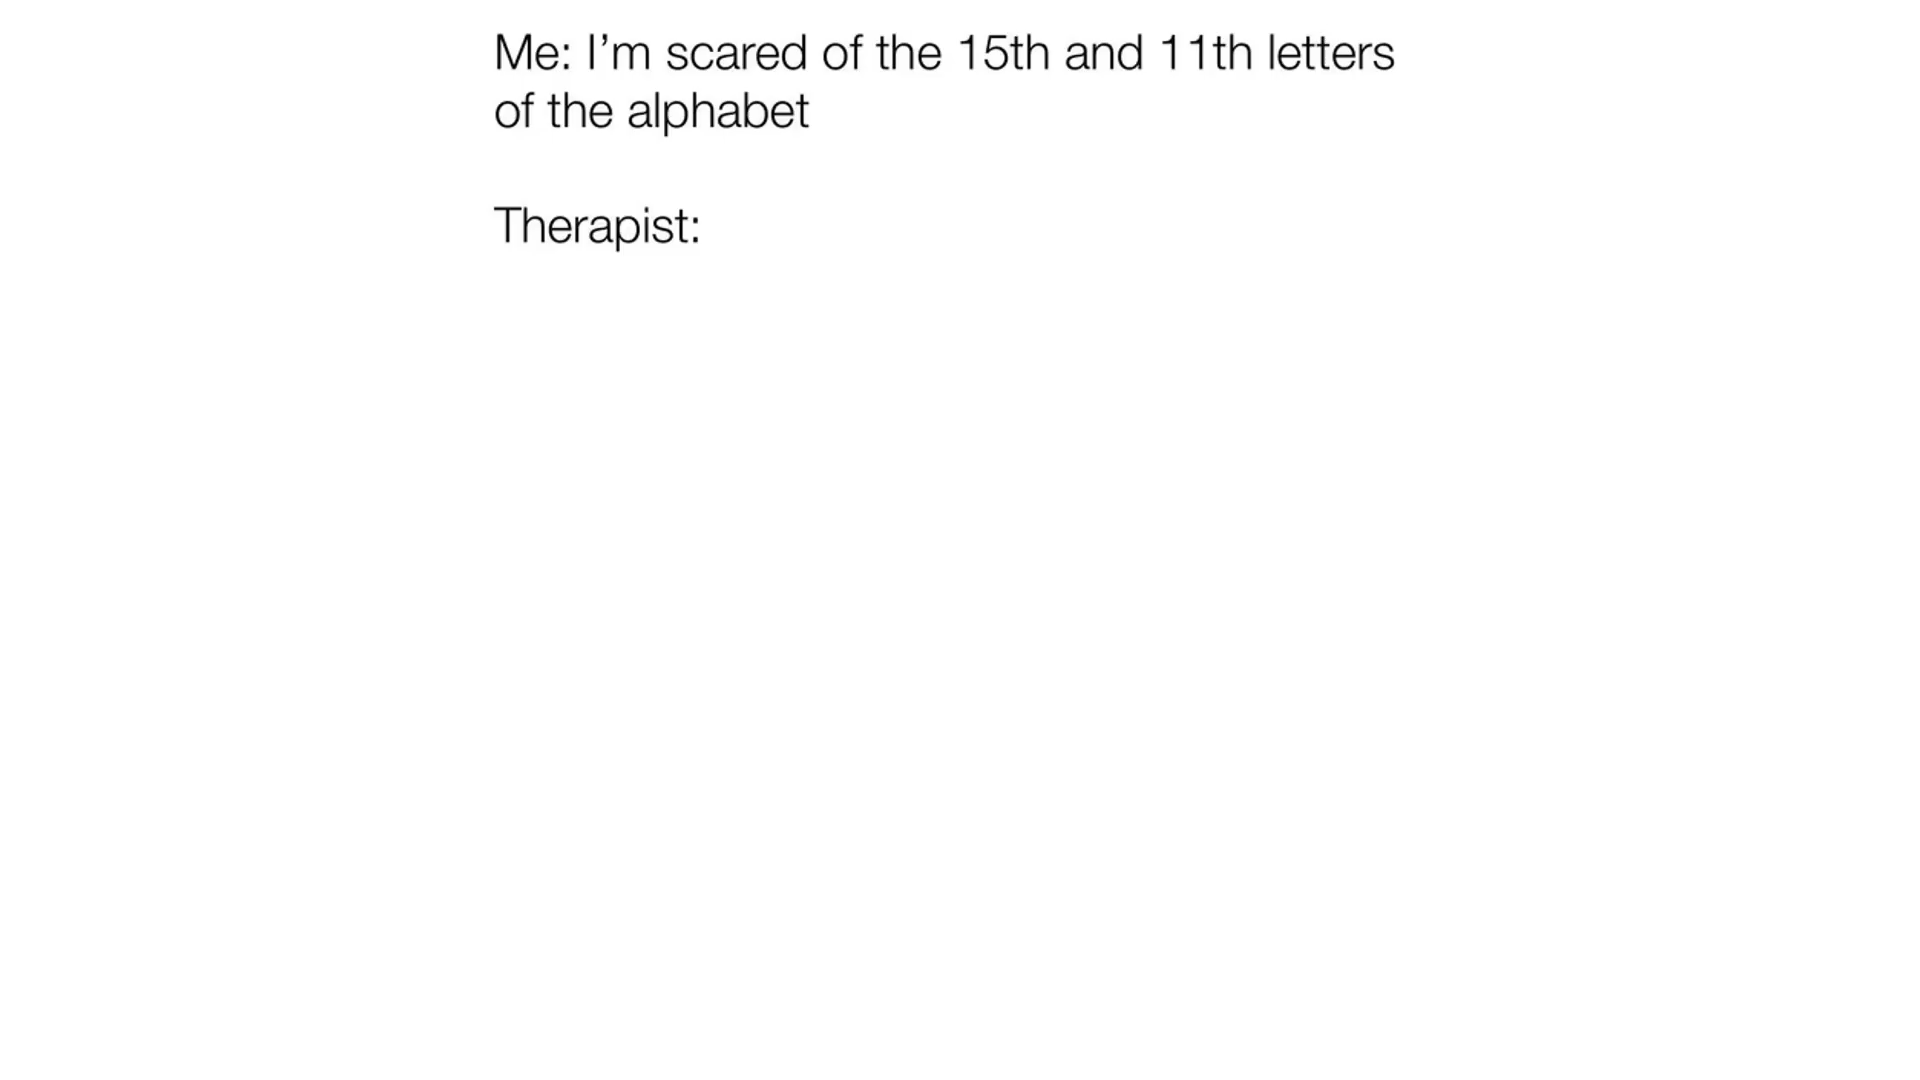 Me: I’m scared of the 15th and 11th letters
of the alphabet
Therapist: